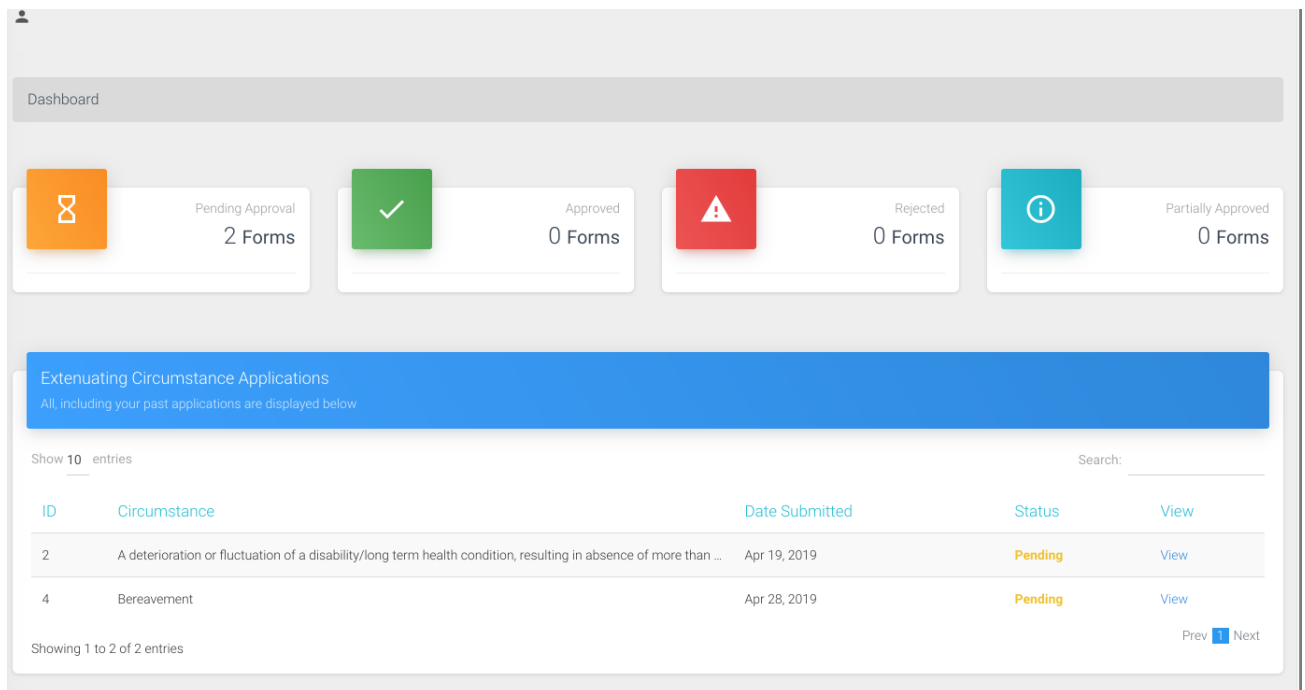 Dashboard
Pending Approval
2 Forms
Approved
0 Forms
Rejected
0 Forms
Partially Approved
0 Forms
Extenuating Circumstance Applications
All, including your past applications are displayed below
Show 10 entries
Search:
ID Circumstance Date Submitted Status View
2 A deterioration or fluctuation of a disability/long term health condition, resulting in absence of more than ... Apr 19, 2019 Pending View
4 Bereavement Apr 28, 2019 Pending View
Showing 1 to 2 of 2 entries
Prev 1 Next